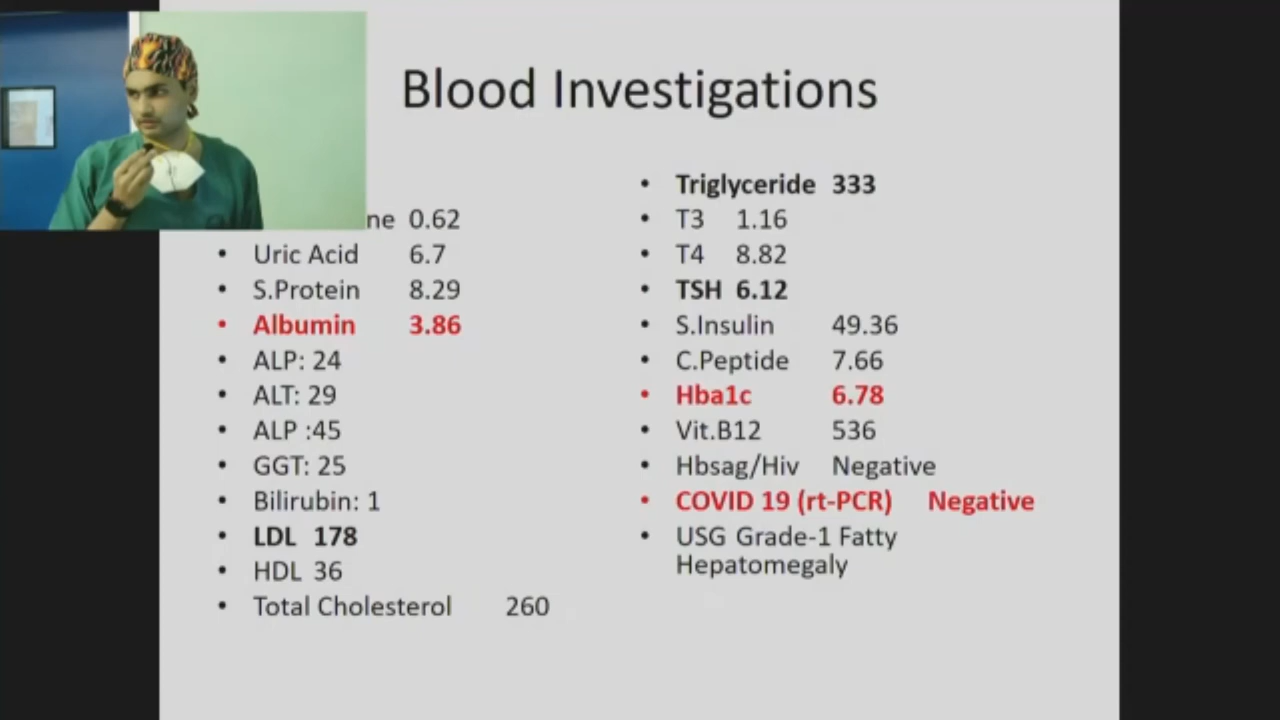 Blood Investigations
ne 0.62
• Uric Acid 6.7
• S.Protein 8.29
• Albumin 3.86
• ALP: 24
• ALT: 29
• ALP :45
• GGT: 25
• Bilirubin: 1
• LDL 178
• HDL 36
• Total Cholesterol 260
• Triglyceride 333
• T3 1.16
• T4 8.82
• TSH 6.12
• S.Insulin 49.36
• C.Peptide 7.66
• Hba1c 6.78
• Vit.B12 536
• Hbsag/Hiv Negative
• COVID 19 (rt-PCR) Negative
• USG Grade-1 Fatty
Hepatomegaly